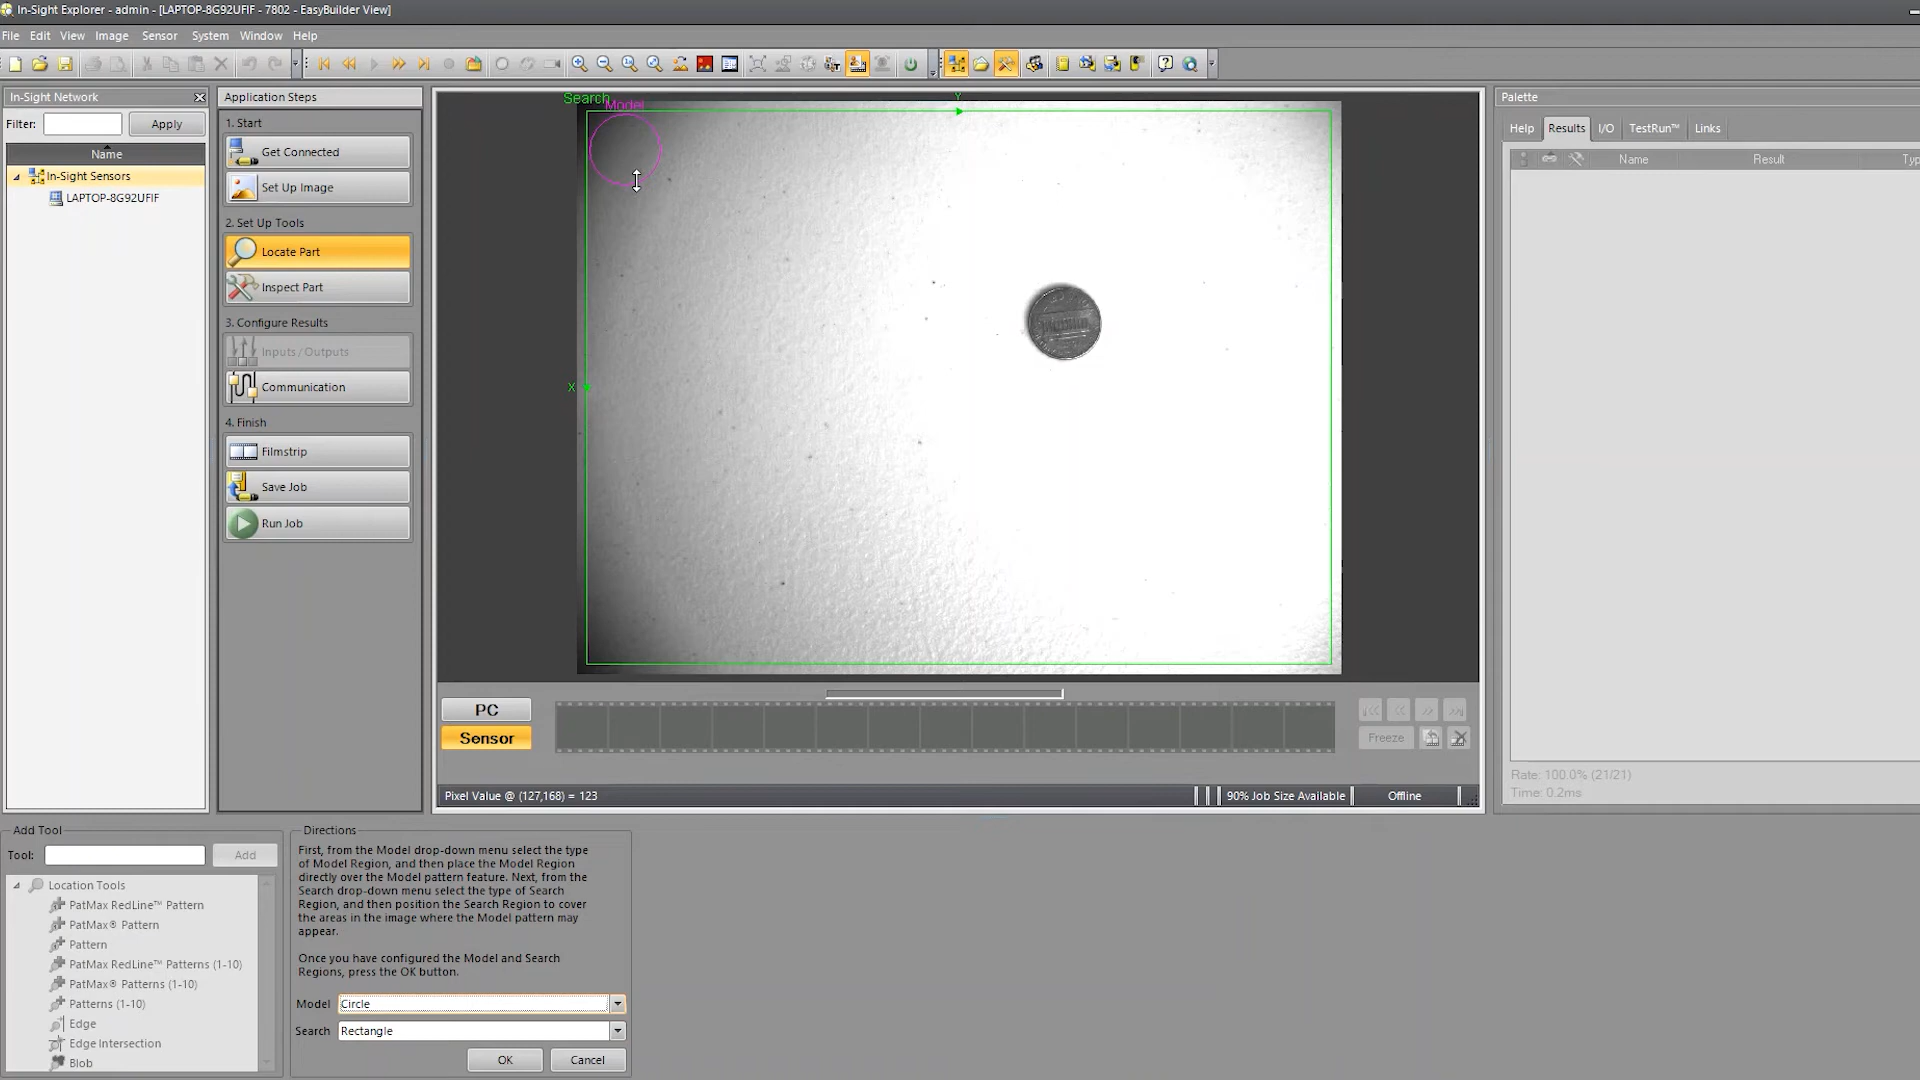 In-Sight Explorer - admin - [LAPTOP-8G92UFIF - 7802 - EasyBuilder View]
File Edit View Image Sensor System Window Help
In-Sight Network
Filter:
Apply
Name
In-Sight Sensors
LAPTOP-8G92UFIF
Application Steps
1. Start
Get Connected
Set Up Image
2. Set Up Tools
Locate Part
Inspect Part
3. Configure Results
Inputs/Outputs
Communication
4. Finish
Filmstrip
Save Job
Run Job
Search
Model
Y
X
PC
Sensor
Freeze
Pixel Value @ (127,168) = 123
90% Job Size Available
Offline
Palette
Help Results I/O TestRun™ Links
Name Result Typ
Rate: 100.0% (21/21)
Time: 0.2ms
Add Tool
Tool:
Add
Location Tools
PatMax RedLine™ Pattern
PatMax® Pattern
Pattern
PatMax RedLine™ Patterns (1-10)
PatMax® Patterns (1-10)
Patterns (1-10)
Edge
Edge Intersection
Blob
Directions
First, from the Model drop-down menu select the type
of Model Region, and then place the Model Region
directly over the Model pattern feature. Next, from the
Search drop-down menu select the type of Search
Region, and then position the Search Region to cover
the areas in the image where the Model pattern may
appear.
Once you have configured the Model and Search
Regions, press the OK button.
Model Circle
Search Rectangle
OK Cancel